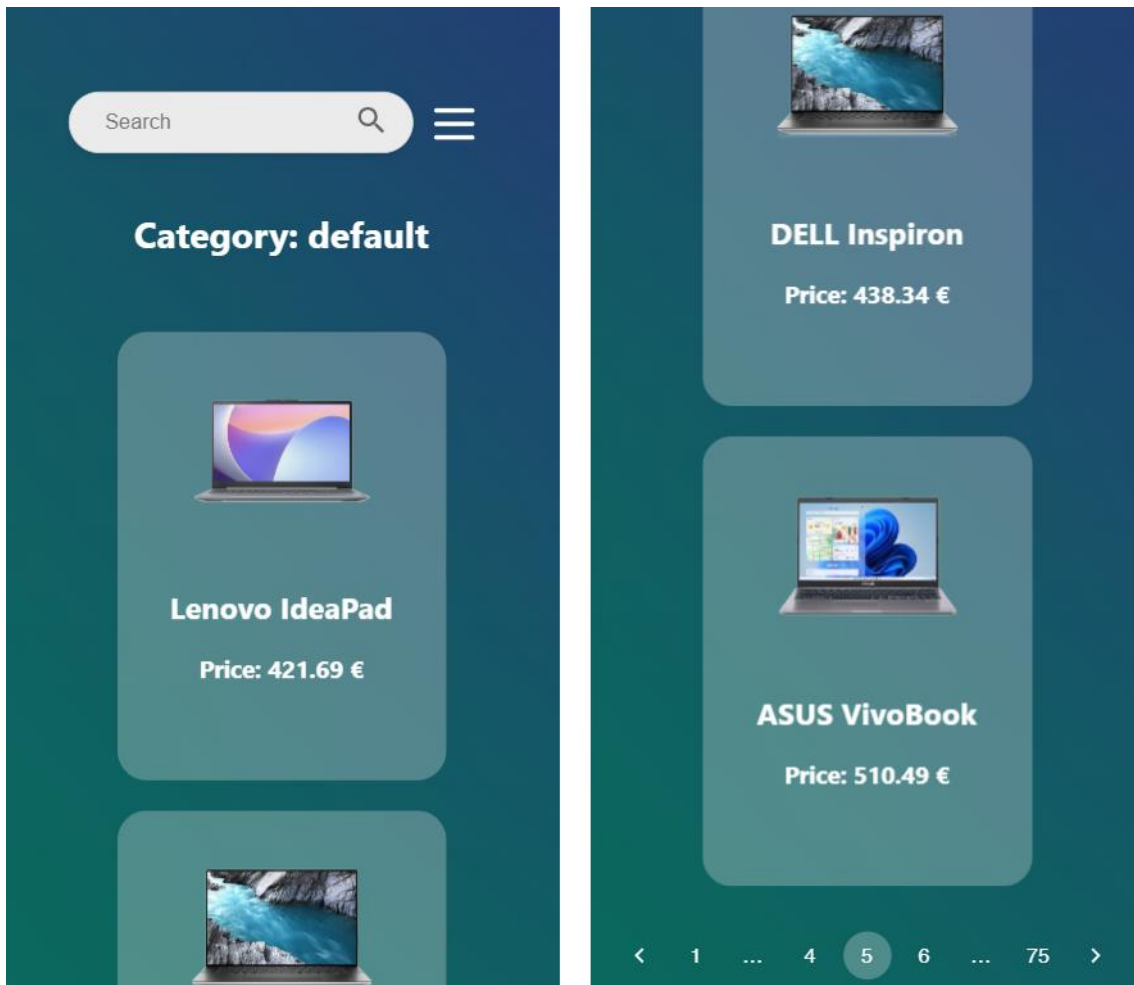 Search
Category: default
Lenovo IdeaPad
Price: 421.69 €
DELL Inspiron
Price: 438.34 €
ASUS VivoBook
Price: 510.49 €
1 ... 4 5 6 ... 75